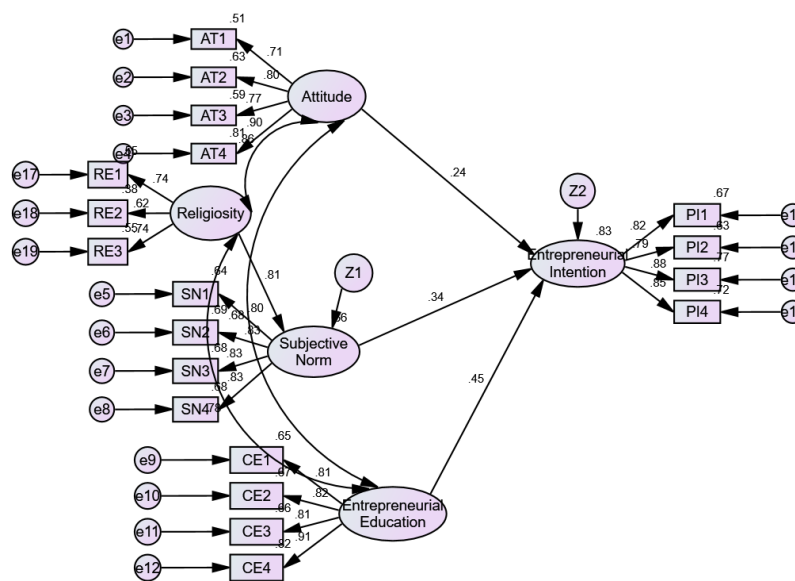 .51
e1 AT1 .71
.63
e2 AT2 .80
.59 .77 Attitude
e3 AT3 .90
.81 .86
AT4
.24
e17 RE1 .74
.38
e18 RE2 .62 Religiosity
.55 .74
e19 RE3
Z2
.83 .67
.82 PI1
Entrepreneurial .79 .63
Intention PI2
.88 .77
PI3
.85 .72
PI4
.64 .81
Z1
e5 SN1 .80
.69 .68
e6 SN2 .83
.68 Subjective
.83 Norm
e7 SN3
.68 .83
e8 SN4 .78
.34
.45
.65
e9 CE1 .81
.67
e10 CE2 .82 Entrepreneurial
.66 Education
e11 CE3 .81
.82 .91
e12 CE4